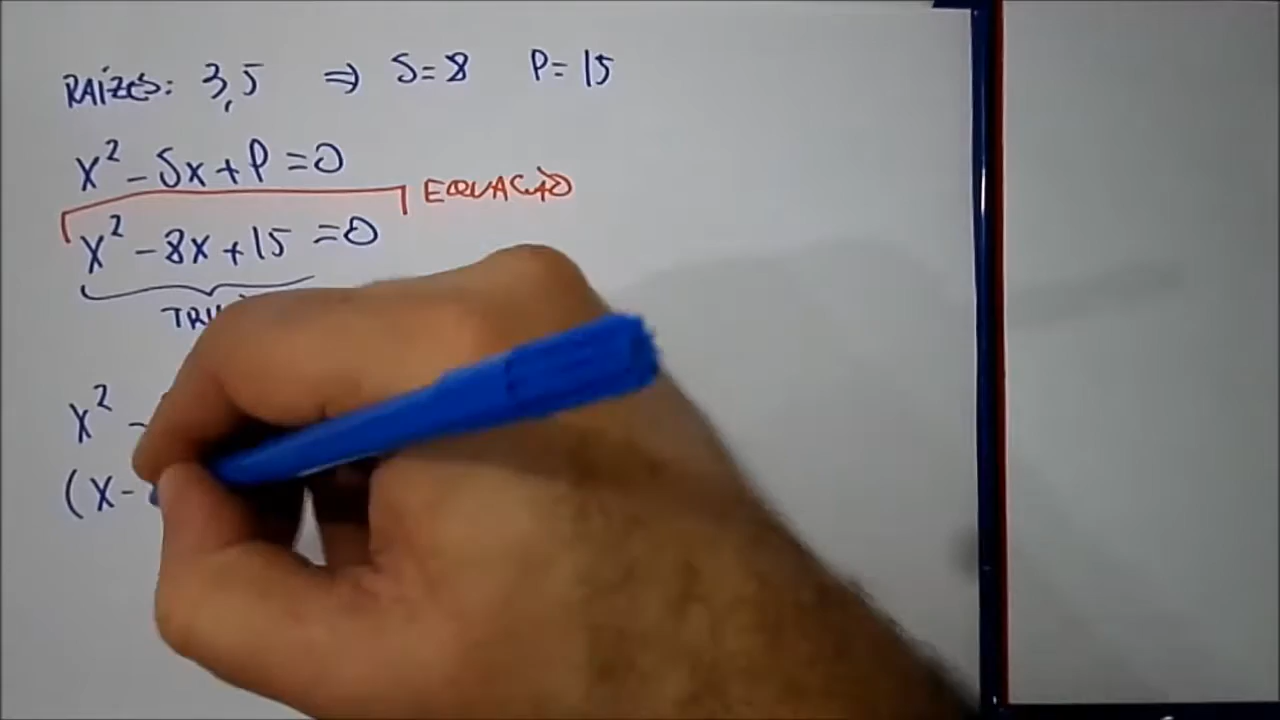 RAÍZES: 3,5 ⇒ S=8 P=15
x² - Sx + P = 0
EQUAÇÃO
x² - 8x + 15 = 0
x² -
(x -